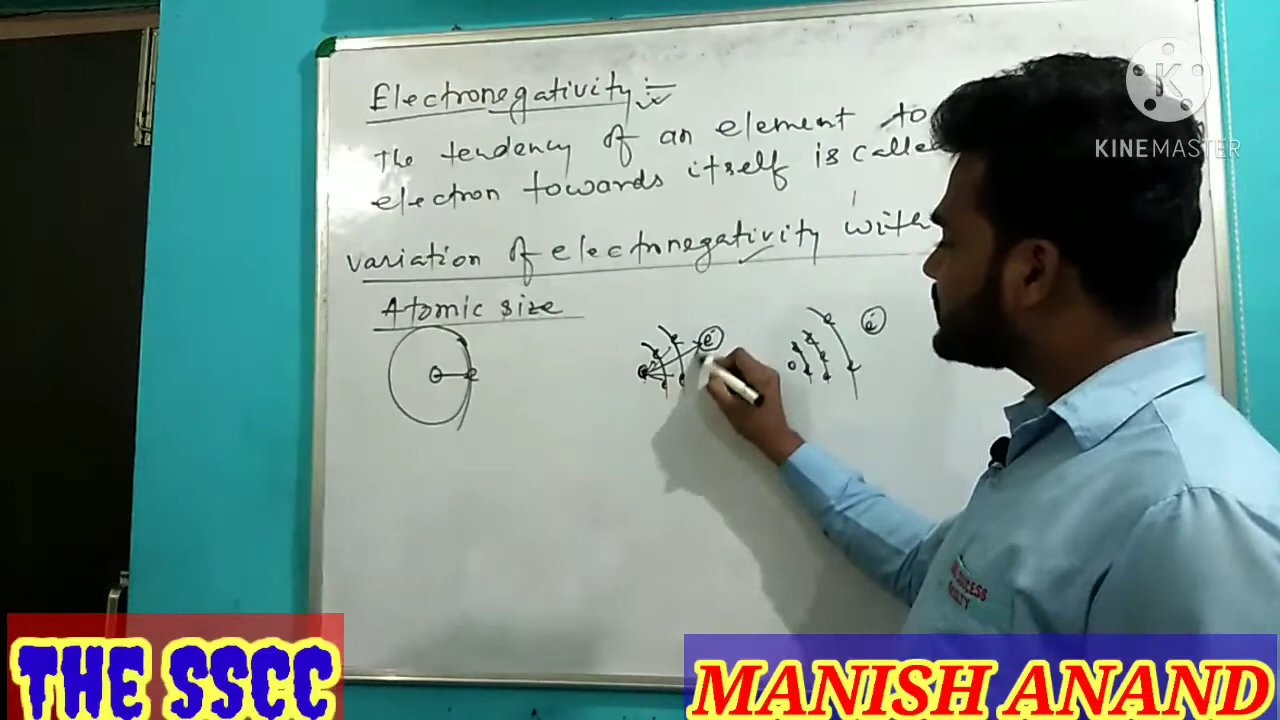 Electronegativity :-
The tendency of an element to
electron towards itself is called
variation of electronegativity with
Atomic size
e e
KINEMASTER
THE SSCC
MANISH ANAND